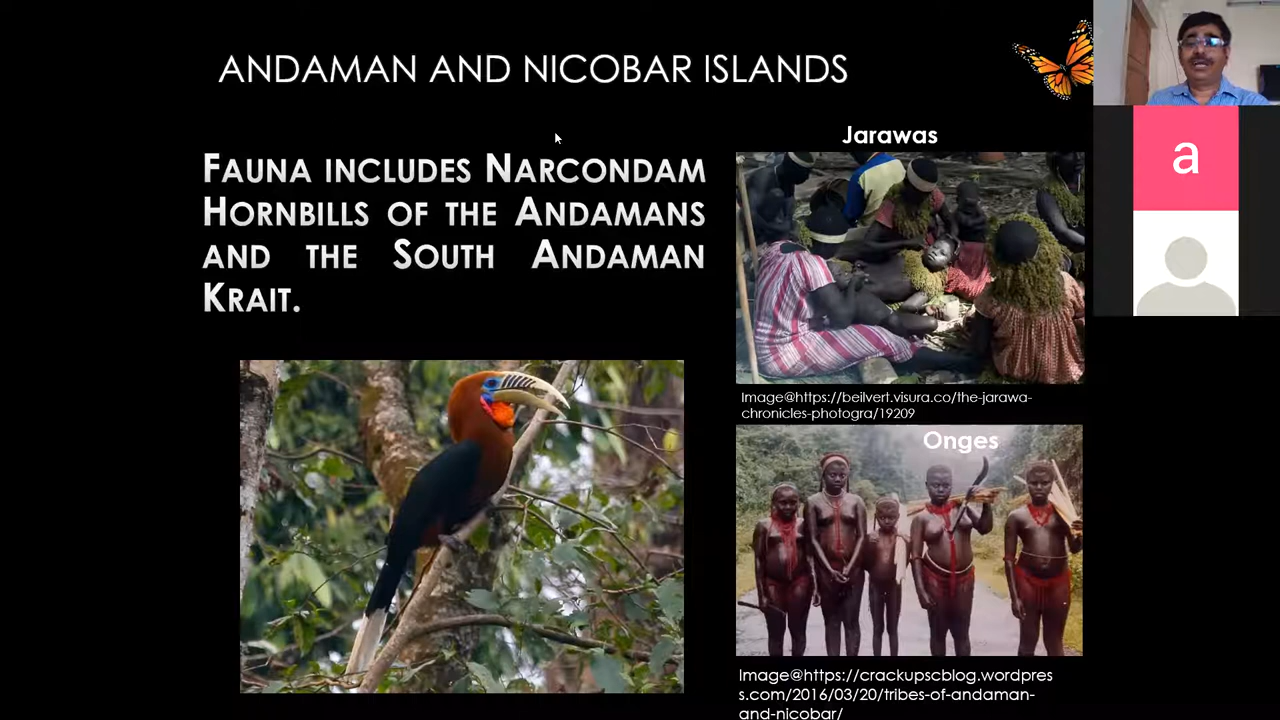 ANDAMAN AND NICOBAR ISLANDS
FAUNA INCLUDES NARCONDAM
HORNBILLS OF THE ANDAMANS
AND THE SOUTH ANDAMAN
KRAIT.
Jarawas
Image@https://beilvert.visura.co/the-jarawa-
chronicles-photogra/19209
Onges
Image@https://crackupscblog.wordpres
s.com/2016/03/20/tribes-of-andaman-
and-nicobar/
a